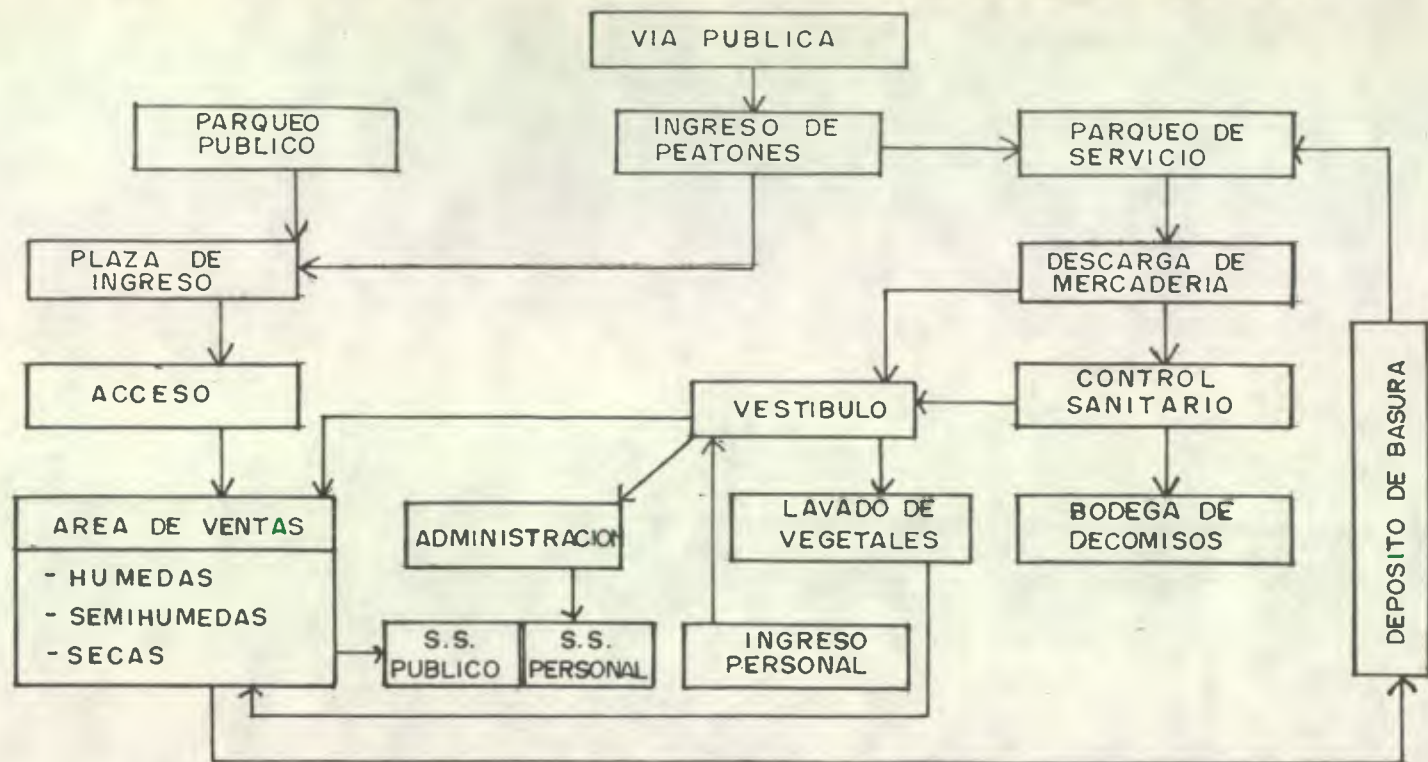 VIA PUBLICA
PARQUEO
PUBLICO
INGRESO DE
PEATONES
PARQUEO DE
SERVICIO
PLAZA DE
INGRESO
DESCARGA DE
MERCADERIA
ACCESO
VESTIBULO
CONTROL
SANITARIO
DEPOSITO DE BASURA
AREA DE VENTAS
- HUMEDAS
- SEMIHUMEDAS
- SECAS
ADMINISTRACION
LAVADO DE
VEGETALES
BODEGA DE
DECOMISOS
S.S.
PUBLICO
S.S.
PERSONAL
INGRESO
PERSONAL